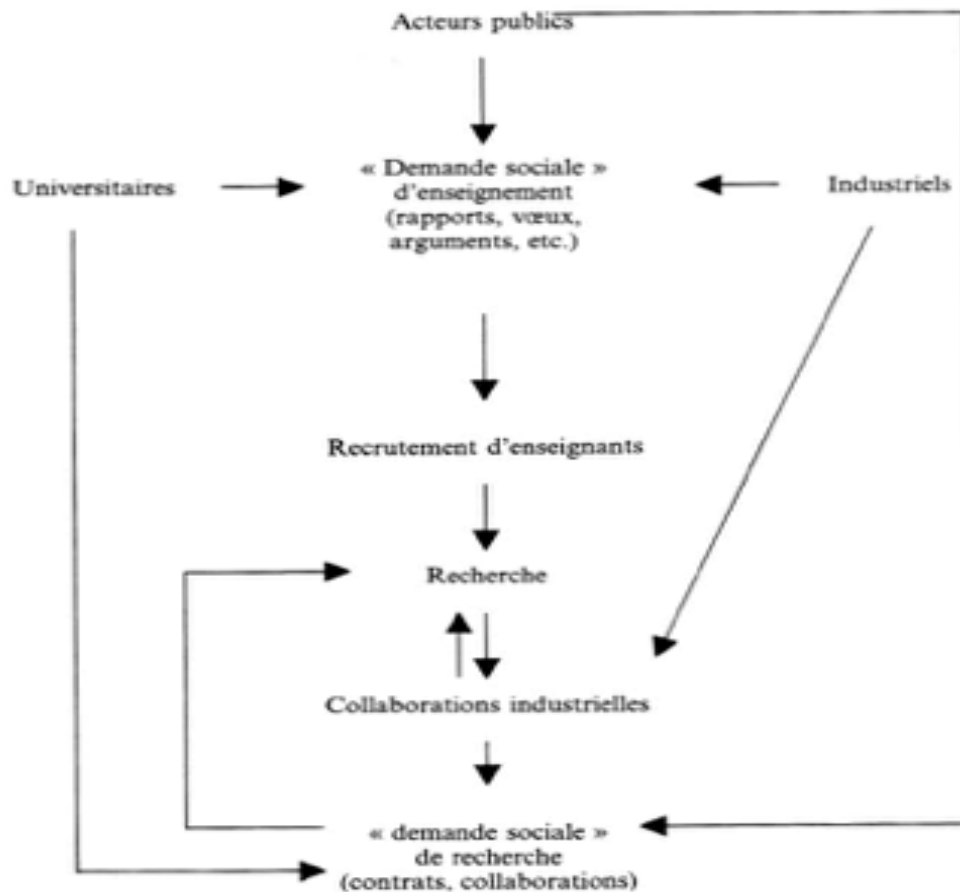 Acteurs publics
Universitaires
« Demande sociale »
d'enseignement
(rapports, vœux,
arguments, etc.)
Industriels
Recrutement d'enseignants
Recherche
Collaborations industrielles
« demande sociale »
de recherche
(contrats, collaborations)